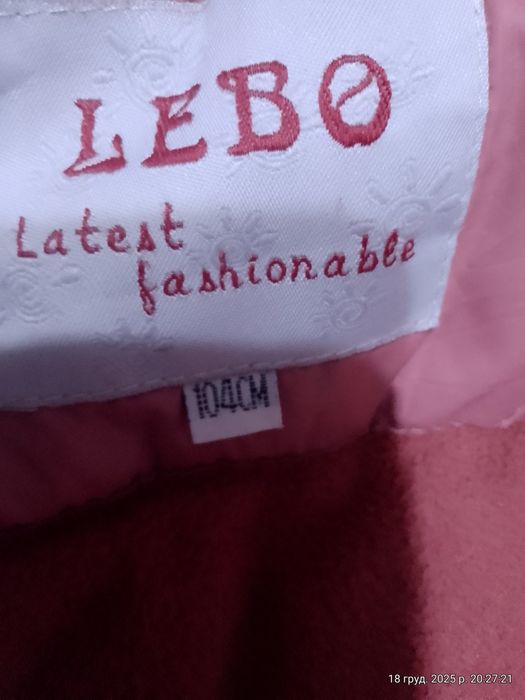 LEBO
Latest
fashionable
104CM
18 груд. 2025 р. 20:27:21